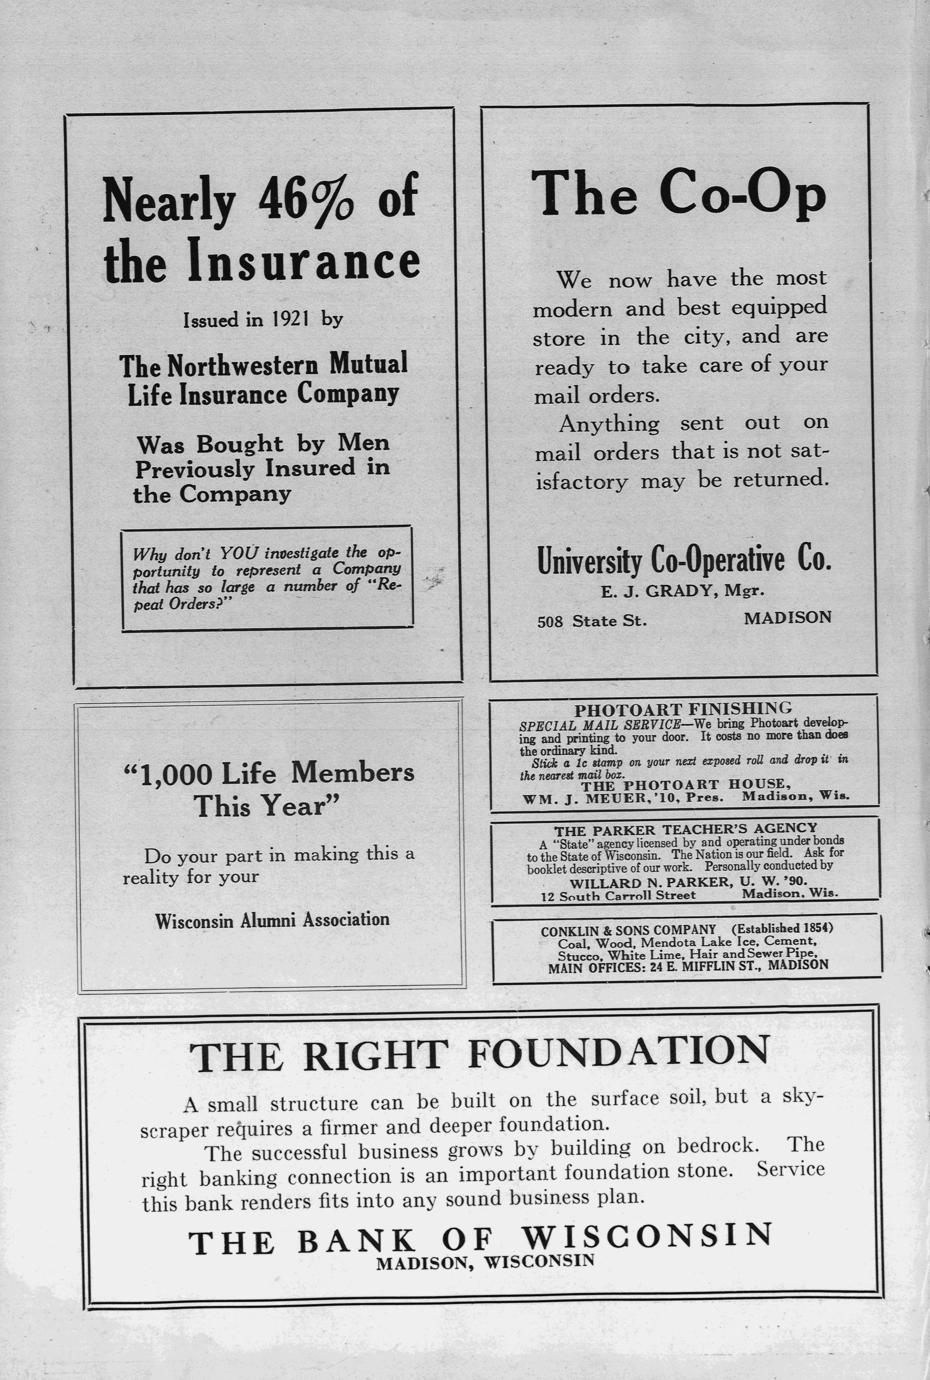 Nearly 46% of
the Insurance
Issued in 1921 by
The Northwestern Mutual
Life Insurance Company
Was Bought by Men
Previously Insured in
the Company
Why don't YOU investigate the op-
portunity to represent a Company
that has so large a number of "Re-
peat Orders?"
The Co-Op
We now have the most
modern and best equipped
store in the city, and are
ready to take care of your
mail orders.
Anything sent out on
mail orders that is not sat-
isfactory may be returned.
University Co-Operative Co.
E. J. GRADY, Mgr.
508 State St. MADISON
"1,000 Life Members
This Year"
Do your part in making this a
reality for your
Wisconsin Alumni Association
PHOTOART FINISHING
SPECIAL MAIL SERVICE—We bring Photoart develop-
ing and printing to your door. It costs no more than does
the ordinary kind.
Stick a 1c stamp on your next exposed roll and drop it in
the nearest mail box.
THE PHOTOART HOUSE,
WM. J. MEUER, '10, Pres. Madison, Wis.
THE PARKER TEACHER'S AGENCY
A "State" agency licensed by and operating under bonds
to the State of Wisconsin. The Nation is our field. Ask for
booklet descriptive of our work. Personally conducted by
WILLARD N. PARKER, U. W. '90.
12 South Carroll Street Madison, Wis.
CONKLIN & SONS COMPANY (Established 1854)
Coal, Wood, Mendota Lake Ice, Cement,
Stucco, White Lime, Hair and Sewer Pipe,
MAIN OFFICES: 24 E. MIFFLIN ST., MADISON
THE RIGHT FOUNDATION
A small structure can be built on the surface soil, but a sky-
scraper requires a firmer and deeper foundation.
The successful business grows by building on bedrock. The
right banking connection is an important foundation stone. Service
this bank renders fits into any sound business plan.
THE BANK OF WISCONSIN
MADISON, WISCONSIN